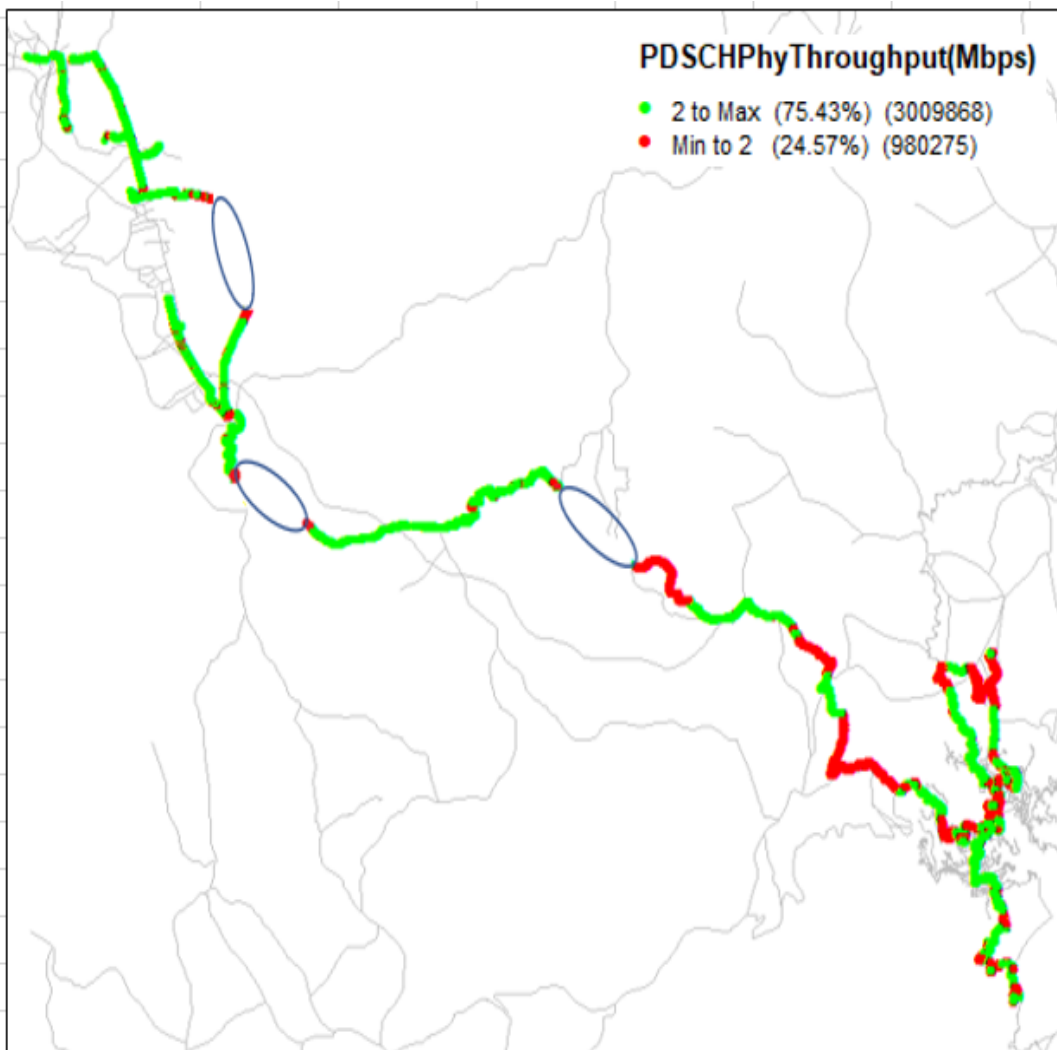 PDSCHPhyThroughput(Mbps)
2 to Max (75.43%) (3009868)
Min to 2 (24.57%) (980275)